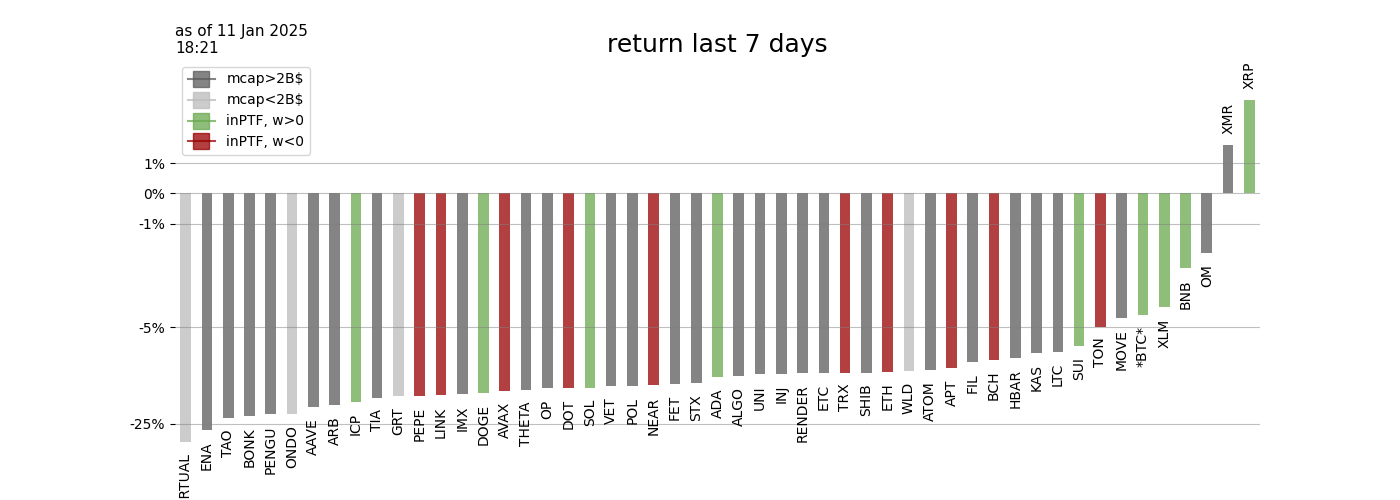 as of 11 Jan 2025
18:21
return last 7 days
mcap>2B$
mcap<2B$
inPTF, w>0
inPTF, w<0
1%
0%
-1%
-5%
-25%
RTUAL
ENA
TAO
BONK
PENGU
ONDO
AAVE
ARB
ICP
TIA
GRT
PEPE
LINK
IMX
DOGE
AVAX
THETA
OP
DOT
SOL
VET
POL
NEAR
FET
STX
ADA
ALGO
UNI
INJ
RENDER
ETC
TRX
SHIB
ETH
WLD
ATOM
APT
FIL
BCH
HBAR
KAS
LTC
SUI
TON
MOVE
*BTC*
XLM
BNB
OM
XMR
XRP